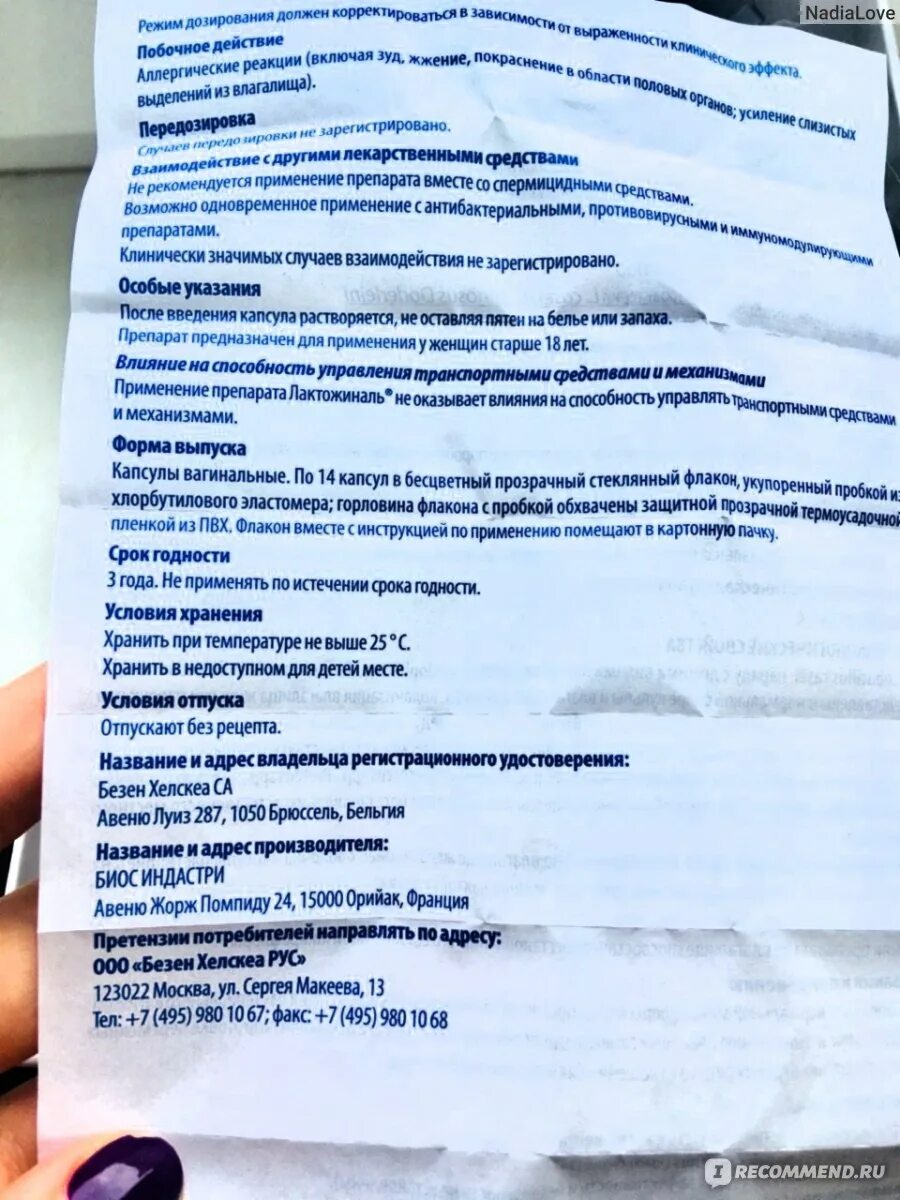 NadiaLove
Режим дозирования должен корректироваться в зависимости от выраженности клинического эффекта.
Побочное действие
Аллергические реакции (включая зуд, жжение, покраснение в области половых органов; усиление слизистых
выделений из влагалища).
Передозировка
Случаев передозировки не зарегистрировано.
Взаимодействие с другими лекарственными средствами
Не рекомендуется применение препарата вместе со спермицидными средствами.
Возможно одновременное применение с антибактериальными, противовирусными и иммуномодулирующими
препаратами.
Клинически значимых случаев взаимодействия не зарегистрировано.
Особые указания
После введения капсула растворяется, не оставляя пятен на белье или запаха.
Препарат предназначен для применения у женщин старше 18 лет.
Влияние на способность управления транспортными средствами и механизмами
Применение препарата Лактожиналь® не оказывает влияния на способность управлять транспортными средствами
и механизмами.
Форма выпуска
Капсулы вагинальные. По 14 капсул в бесцветный прозрачный стеклянный флакон, укупоренный пробкой из
хлорбутилового эластомера; горловина флакона с пробкой обхвачены защитной прозрачной термоусадочной
пленкой из ПВХ. Флакон вместе с инструкцией по применению помещают в картонную пачку.
Срок годности
3 года. Не применять по истечении срока годности.
Условия хранения
Хранить при температуре не выше 25 °С.
Хранить в недоступном для детей месте.
Условия отпуска
Отпускают без рецепта.
Название и адрес владельца регистрационного удостоверения:
Безен Хелскеа СА
Авеню Луиз 287, 1050 Брюссель, Бельгия
Название и адрес производителя:
БИОС ИНДАСТРИ
Авеню Жорж Помпиду 24, 15000 Орийак, Франция
Претензии потребителей направлять по адресу:
ООО «Безен Хелскеа РУС»
123022 Москва, ул. Сергея Макеева, 13
Тел: +7 (495) 980 10 67; факс: +7 (495) 980 10 68
I RECOMMEND.RU